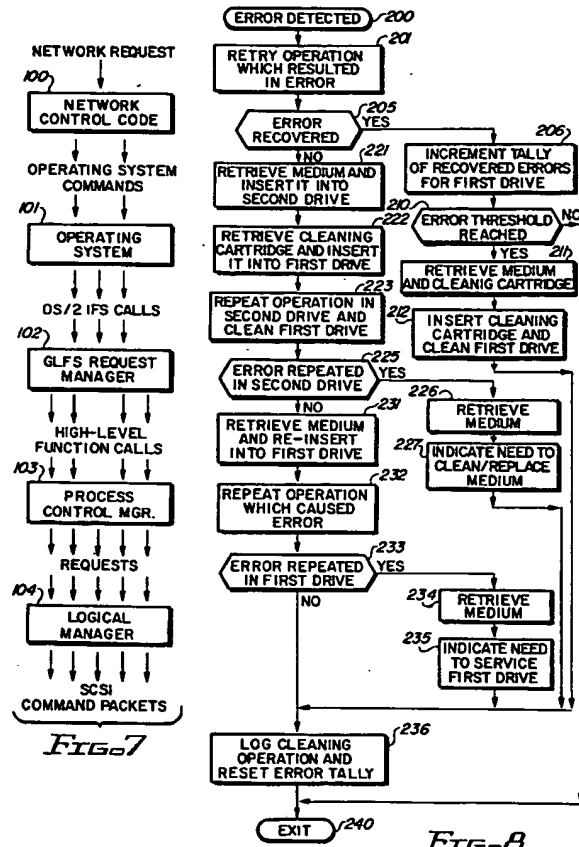 NETWORK REQUEST
100
NETWORK
CONTROL CODE
OPERATING SYSTEM
COMMANDS
101
OPERATING
SYSTEM
OS/2 IFS CALLS
102
GLFS REQUEST
MANAGER
HIGH-LEVEL
FUNCTION CALLS
103
PROCESS
CONTROL MGR.
REQUESTS
104
LOGICAL
MANAGER
SCSI
COMMAND PACKETS
FIG. 7
ERROR DETECTED
200
201
RETRY OPERATION
WHICH RESULTED
IN ERROR
205
ERROR
RECOVERED
YES
NO
206
INCREMENT TALLY
OF RECOVERED ERRORS
FOR FIRST DRIVE
210
ERROR THRESHOLD
REACHED
NO
YES
211
RETRIEVE MEDIUM
AND CLEANIG CARTRIDGE
212
INSERT CLEANING
CARTRIDGE AND
CLEAN FIRST DRIVE
221
RETRIEVE MEDIUM AND
INSERT IT INTO
SECOND DRIVE
222
RETRIEVE CLEANING
CARTRIDGE AND INSERT
IT INTO FIRST DRIVE
223
REPEAT OPERATION IN
SECOND DRIVE AND
CLEAN FIRST DRIVE
225
ERROR REPEATED
IN SECOND DRIVE
YES
NO
226
RETRIEVE
MEDIUM
227
INDICATE NEED TO
CLEAN/REPLACE
MEDIUM
231
RETRIEVE MEDIUM
AND RE-INSERT
INTO FIRST DRIVE
232
REPEAT OPERATION
WHICH CAUSED
ERROR
233
ERROR REPEATED
IN FIRST DRIVE
YES
NO
234
RETRIEVE
MEDIUM
235
INDICATE NEED
TO SERVICE
FIRST DRIVE
236
LOG CLEANING
OPERATION AND
RESET ERROR TALLY
EXIT
240
FIG. 8